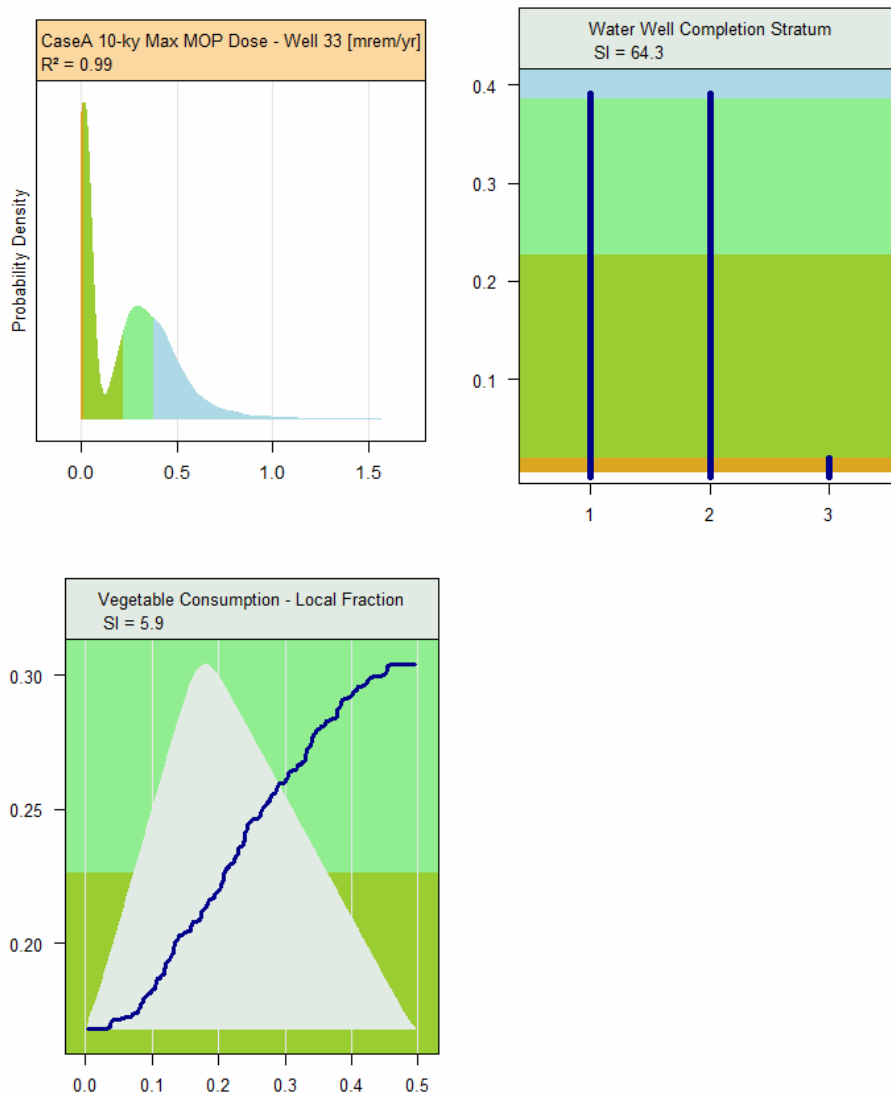 CaseA 10-ky Max MOP Dose - Well 33 [mrem/yr]
R² = 0.99
Probability Density
0.0 0.5 1.0 1.5
Water Well Completion Stratum
SI = 64.3
0.4
0.3
0.2
0.1
1 2 3
Vegetable Consumption - Local Fraction
SI = 5.9
0.30
0.25
0.20
0.0 0.1 0.2 0.3 0.4 0.5